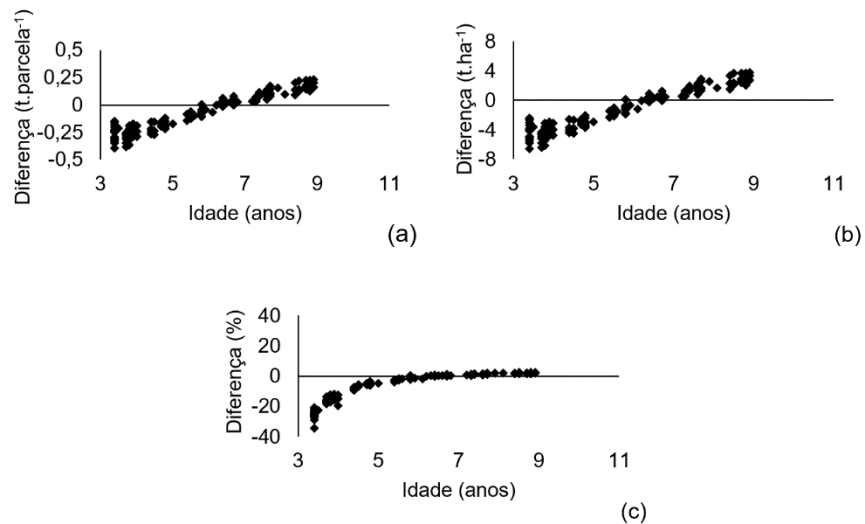 Diferença (t.parcela⁻¹)
0,5
0,25
0
-0,25
-0,5
3 5 7 9 11
Idade (anos)
(a)
Diferença (t.ha⁻¹)
8
4
0
-4
-8
3 5 7 9 11
Idade (anos)
(b)
Diferença (%)
40
20
0
-20
-40
3 5 7 9 11
Idade (anos)
(c)